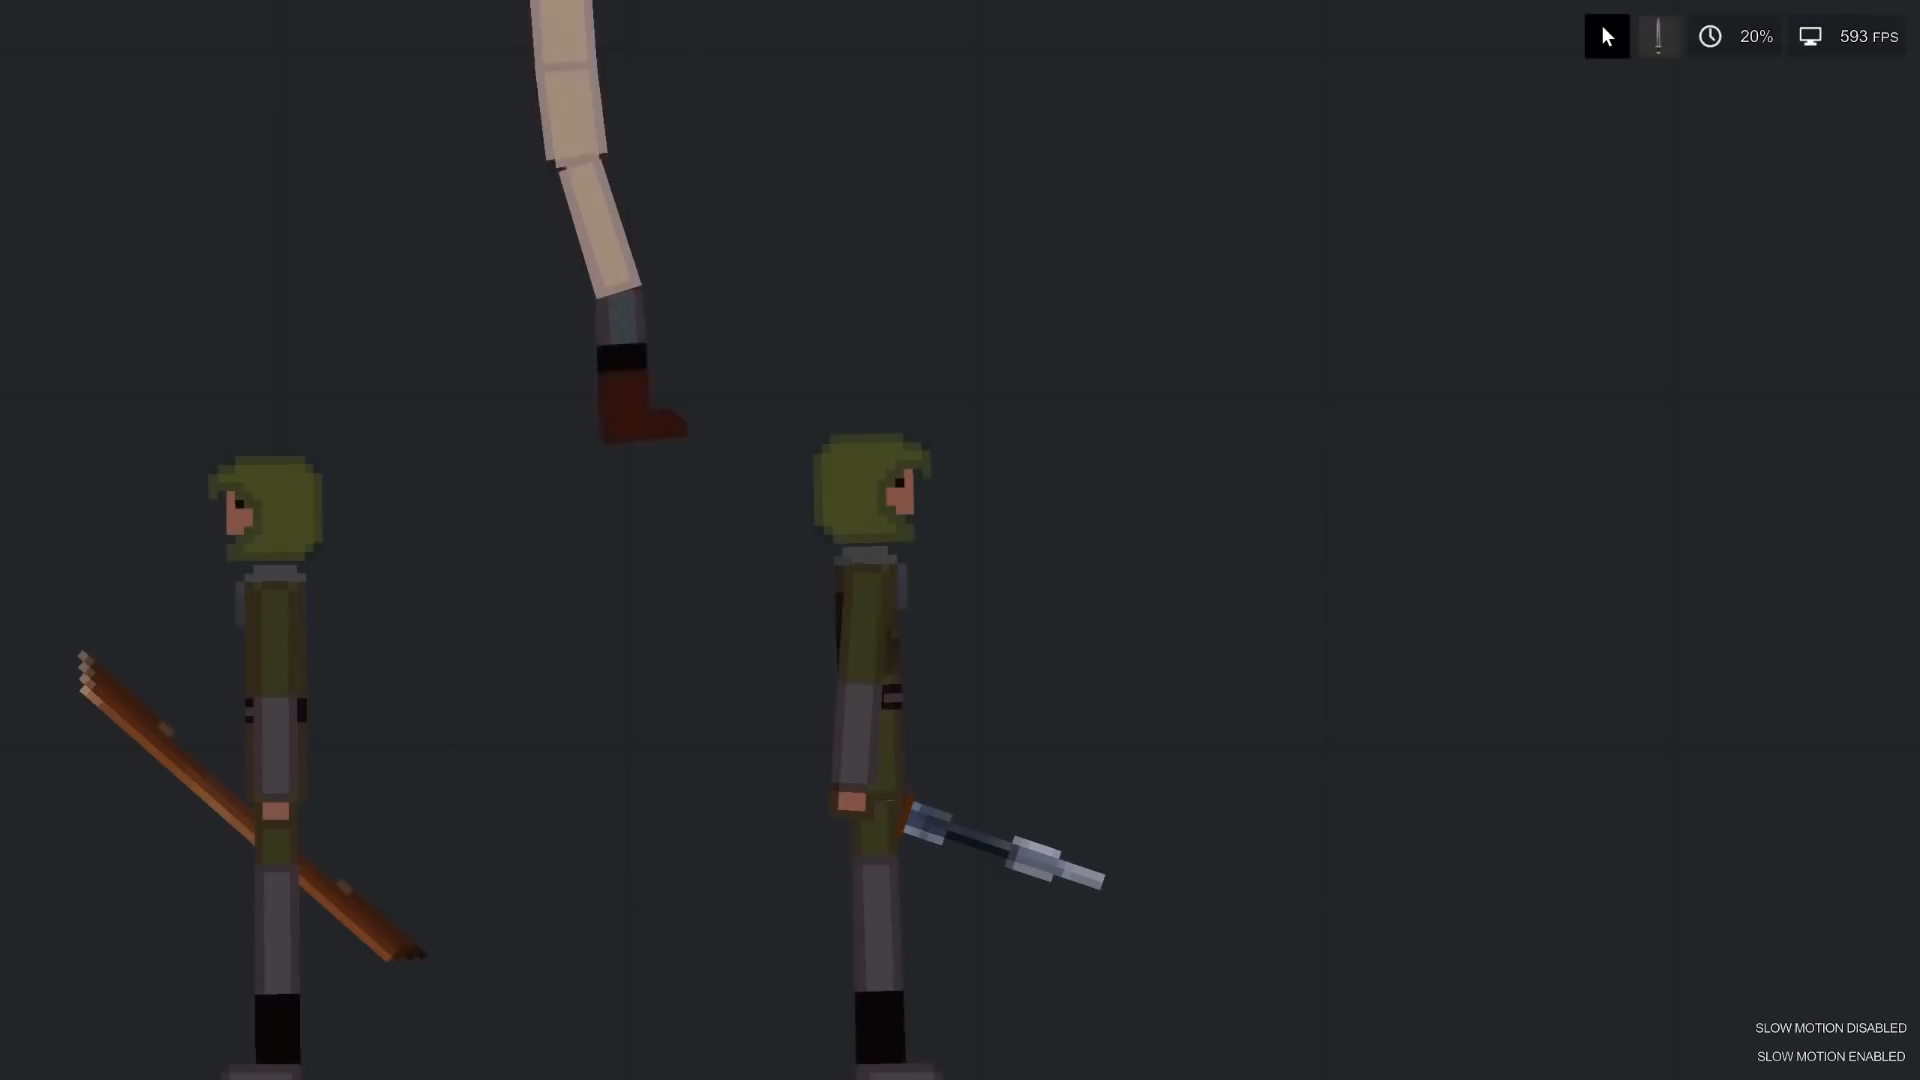 20%
593 FPS
SLOW MOTION DISABLED
SLOW MOTION ENABLED